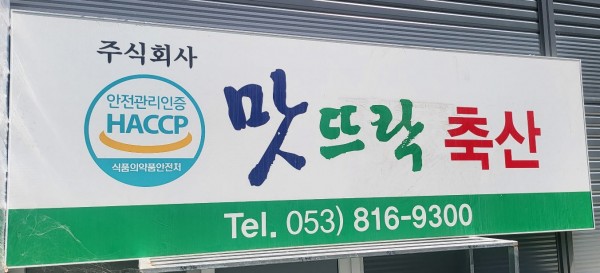 주식회사
안전관리인증
HACCP
식품의약품안전처
맛뜨락 축산
Tel. 053) 816-9300